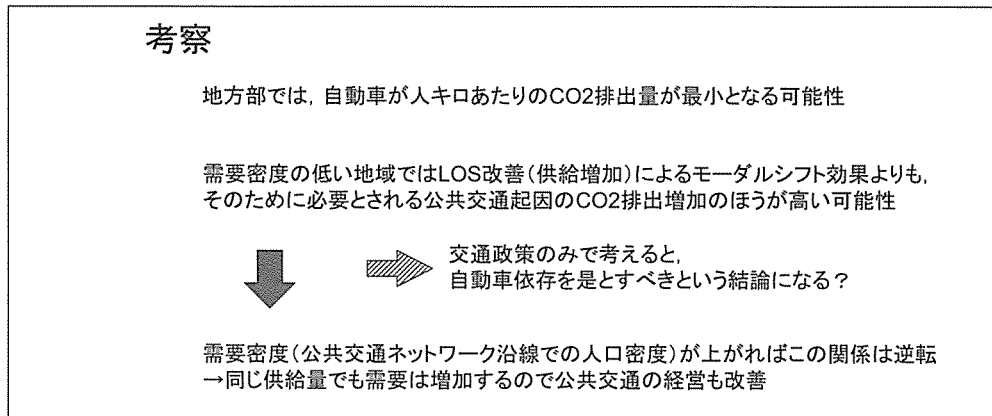 考察
地方部では，自動車が人キロあたりのCO2排出量が最小となる可能性
需要密度の低い地域ではLOS改善(供給増加)によるモーダルシフト効果よりも，
そのために必要とされる公共交通起因のCO2排出増加のほうが高い可能性
交通政策のみで考えると，
自動車依存を是とすべきという結論になる？
需要密度(公共交通ネットワーク沿線での人口密度)が上がればこの関係は逆転
→同じ供給量でも需要は増加するので公共交通の経営も改善